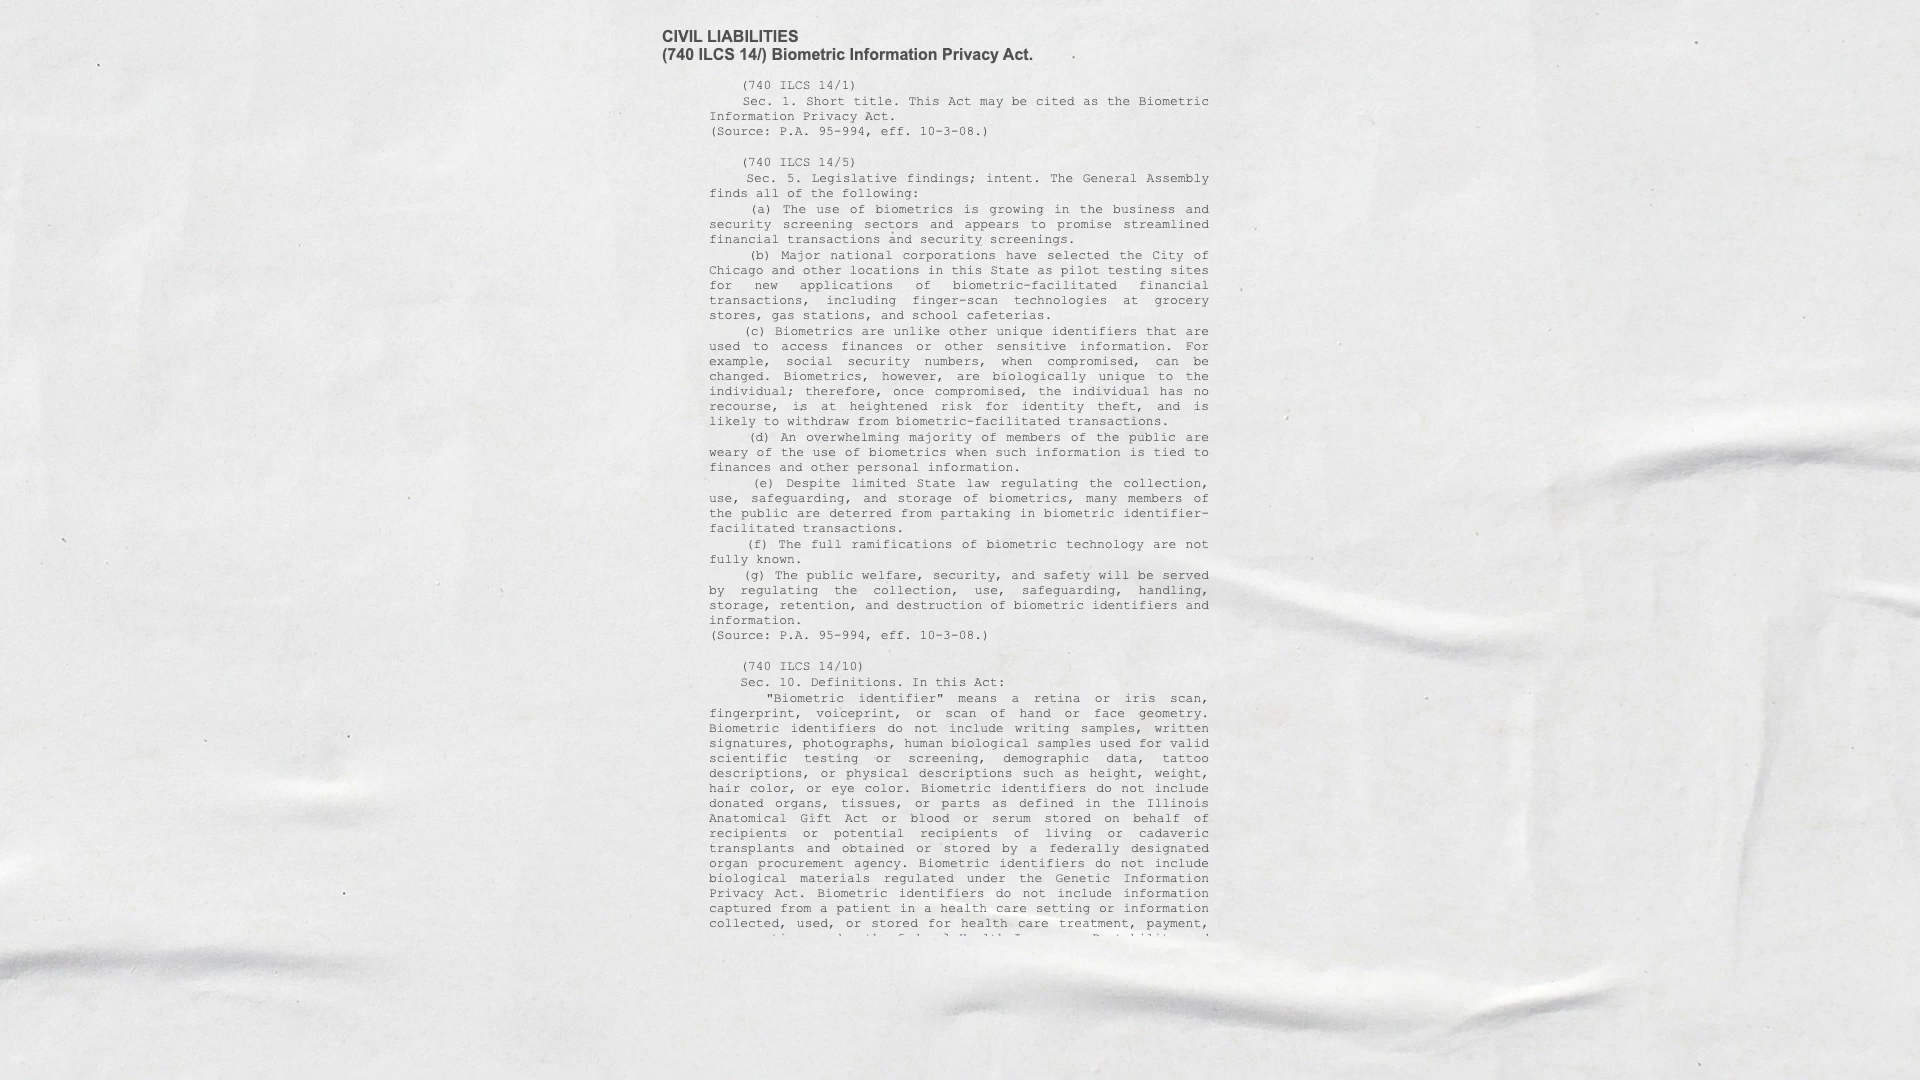 CIVIL LIABILITIES
(740 ILCS 14/) Biometric Information Privacy Act.
(740 ILCS 14/1)
Sec. 1. Short title. This Act may be cited as the Biometric
Information Privacy Act.
(Source: P.A. 95-994, eff. 10-3-08.)
(740 ILCS 14/5)
Sec. 5. Legislative findings; intent. The General Assembly
finds all of the following:
(a) The use of biometrics is growing in the business and
security screening sectors and appears to promise streamlined
financial transactions and security screenings.
(b) Major national corporations have selected the City of
Chicago and other locations in this State as pilot testing sites
for new applications of biometric-facilitated financial
transactions, including finger-scan technologies at grocery
stores, gas stations, and school cafeterias.
(c) Biometrics are unlike other unique identifiers that are
used to access finances or other sensitive information. For
example, social security numbers, when compromised, can be
changed. Biometrics, however, are biologically unique to the
individual; therefore, once compromised, the individual has no
recourse, is at heightened risk for identity theft, and is
likely to withdraw from biometric-facilitated transactions.
(d) An overwhelming majority of members of the public are
weary of the use of biometrics when such information is tied to
finances and other personal information.
(e) Despite limited State law regulating the collection,
use, safeguarding, and storage of biometrics, many members of
the public are deterred from partaking in biometric identifier-
facilitated transactions.
(f) The full ramifications of biometric technology are not
fully known.
(g) The public welfare, security, and safety will be served
by regulating the collection, use, safeguarding, handling,
storage, retention, and destruction of biometric identifiers and
information.
(Source: P.A. 95-994, eff. 10-3-08.)
(740 ILCS 14/10)
Sec. 10. Definitions. In this Act:
"Biometric identifier" means a retina or iris scan,
fingerprint, voiceprint, or scan of hand or face geometry.
Biometric identifiers do not include writing samples, written
signatures, photographs, human biological samples used for valid
scientific testing or screening, demographic data, tattoo
descriptions, or physical descriptions such as height, weight,
hair color, or eye color. Biometric identifiers do not include
donated organs, tissues, or parts as defined in the Illinois
Anatomical Gift Act or blood or serum stored on behalf of
recipients or potential recipients of living or cadaveric
transplants and obtained or stored by a federally designated
organ procurement agency. Biometric identifiers do not include
biological materials regulated under the Genetic Information
Privacy Act. Biometric identifiers do not include information
captured from a patient in a health care setting or information
collected, used, or stored for health care treatment, payment,